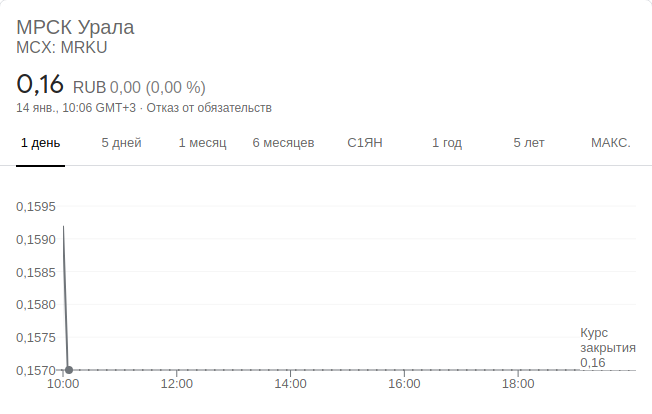 МРСК Урала
MCX: MRKU
0,16 RUB 0,00 (0,00 %)
14 янв., 10:06 GMT+3 · Отказ от обязательств
1 день 5 дней 1 месяц 6 месяцев С1ЯН 1 год 5 лет МАКС.
0,1595
0,1590
0,1585
0,1580
0,1575
0,1570
Курс
закрытия
0,16
10:00 12:00 14:00 16:00 18:00